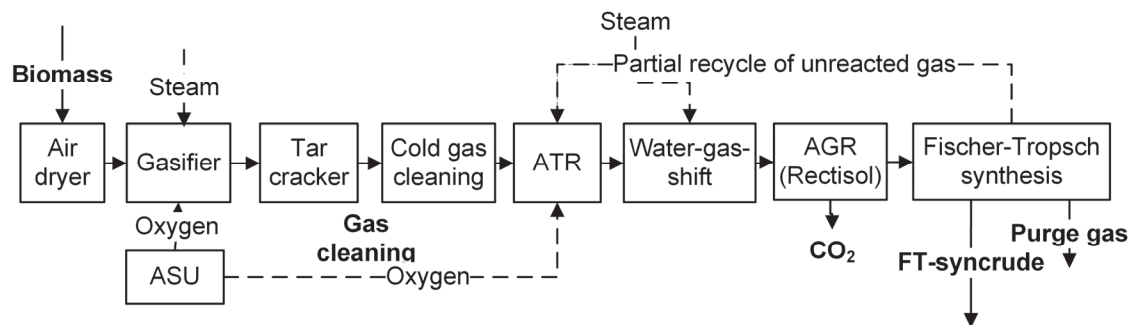 Steam
Partial recycle of unreacted gas
Biomass
Steam
Air
dryer
Gasifier
Tar
cracker
Cold gas
cleaning
ATR
Water-gas-
shift
AGR
(Rectisol)
Fischer-Tropsch
synthesis
Oxygen
Gas
cleaning
ASU
Oxygen
CO₂
Purge gas
FT-syncrude